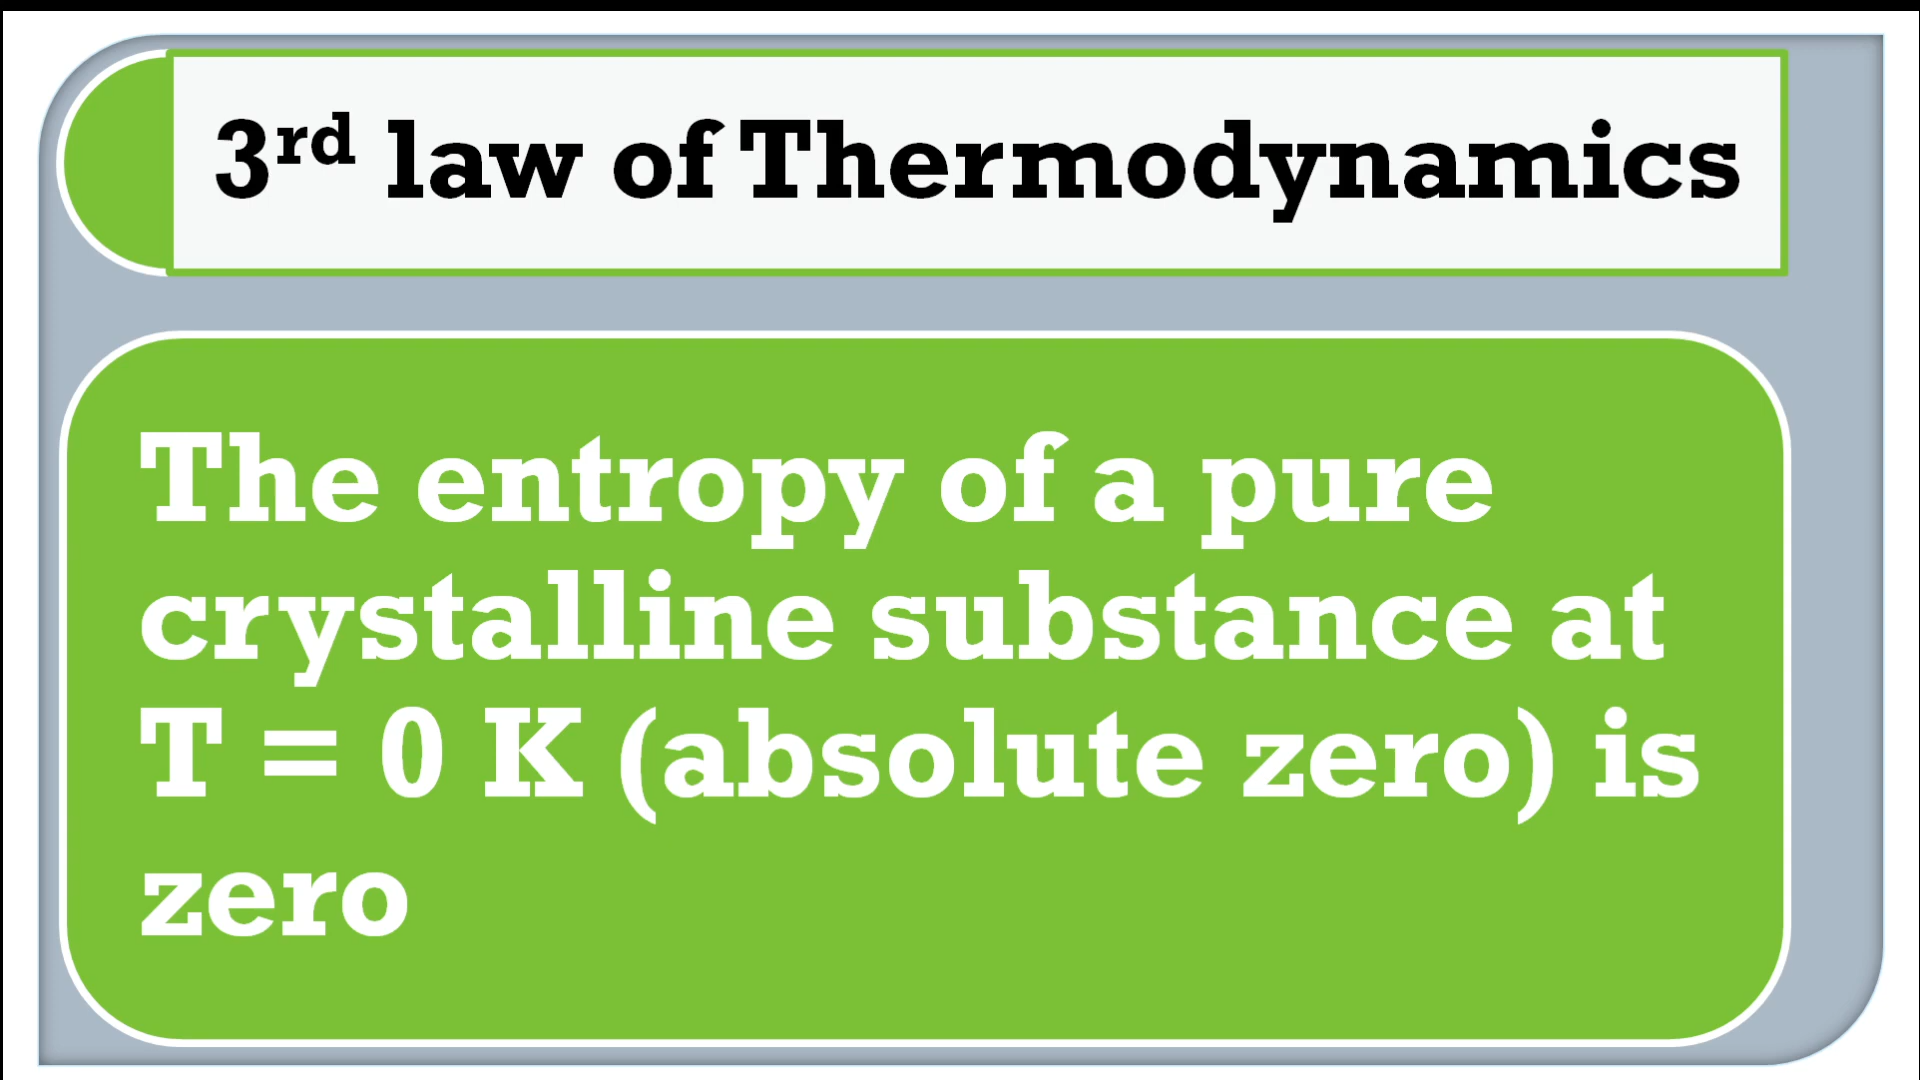 3rd law of Thermodynamics
The entropy of a pure
crystalline substance at
T = 0 K (absolute zero) is
zero